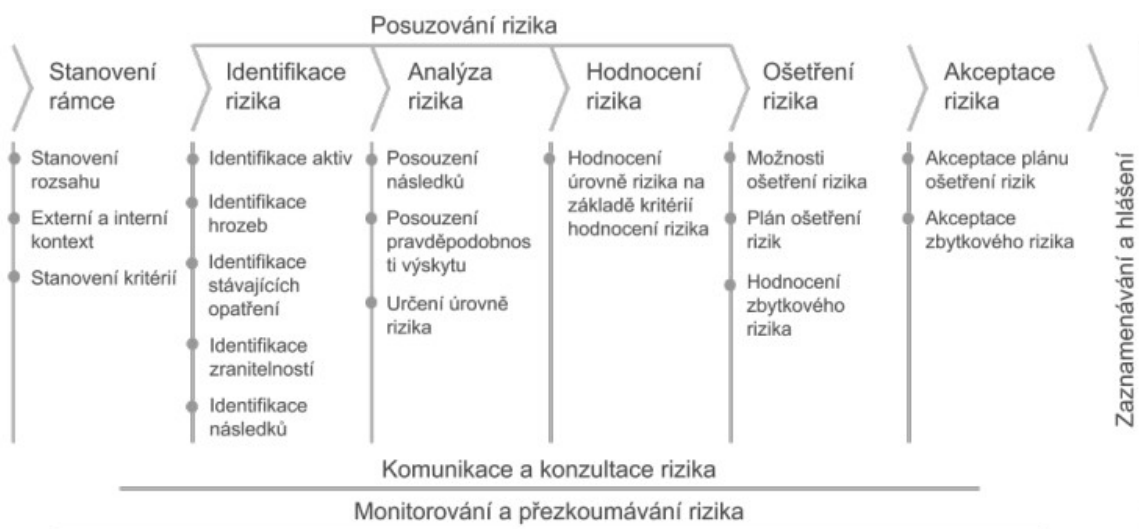 Posuzování rizika
Stanovení
rámce
Identifikace
rizika
Analýza
rizika
Hodnocení
rizika
Ošetření
rizika
Akceptace
rizika
Stanovení
rozsahu
Externí a interní
kontext
Stanovení kritérií
Identifikace aktiv
Identifikace
hrozeb
Identifikace
stávajících
opatření
Identifikace
zranitelností
Identifikace
následků
Posouzení
následků
Posouzení
pravděpodobnos
ti výskytu
Určení úrovně
rizika
Hodnocení
úrovně rizika na
základě kritérií
hodnocení rizika
Možnosti
ošetření rizika
Plán ošetření
rizik
Hodnocení
zbytkového
rizika
Akceptace plánu
ošetření rizik
Akceptace
zbytkového rizika
Zaznamenávání a hlášení
Komunikace a konzultace rizika
Monitorování a přezkoumávání rizika